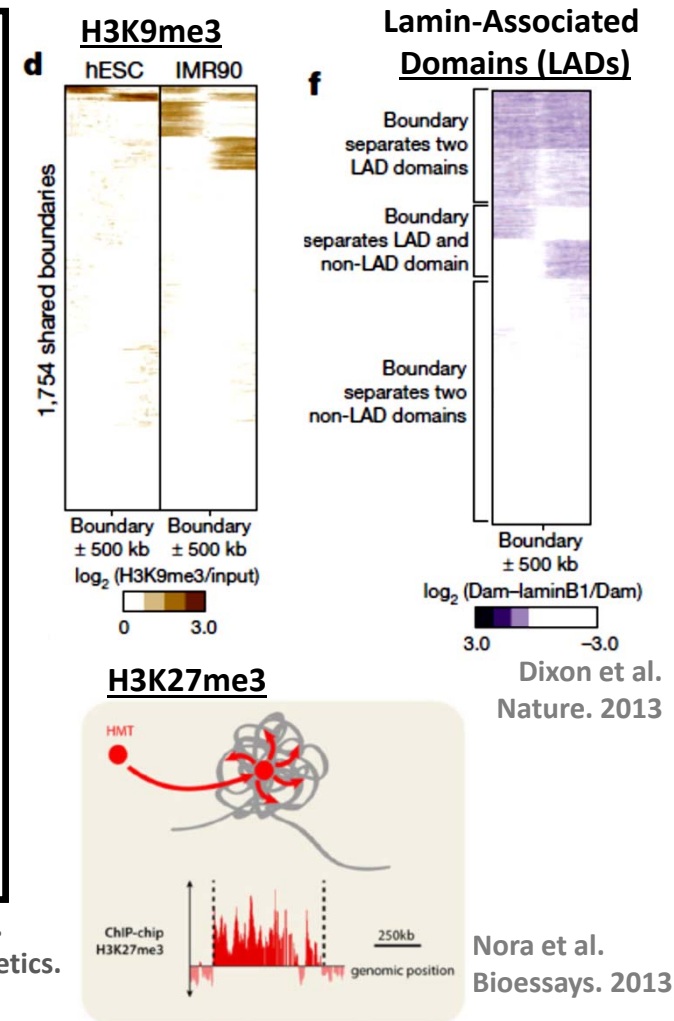 H3K9me3
d
hESC IMR90
1,754 shared boundaries
Boundary Boundary
± 500 kb ± 500 kb
log₂ (H3K9me3/input)
0 3.0
Lamin-Associated
Domains (LADs)
f
Boundary
separates two
LAD domains
Boundary
separates LAD and
non-LAD domain
Boundary
separates two
non-LAD domains
Boundary
± 500 kb
log₂ (Dam–laminB1/Dam)
3.0 –3.0
Dixon et al.
Nature. 2013
H3K27me3
HMT
ChIP-chip
H3K27me3
250kb
genomic position
Nora et al.
Bioessays. 2013